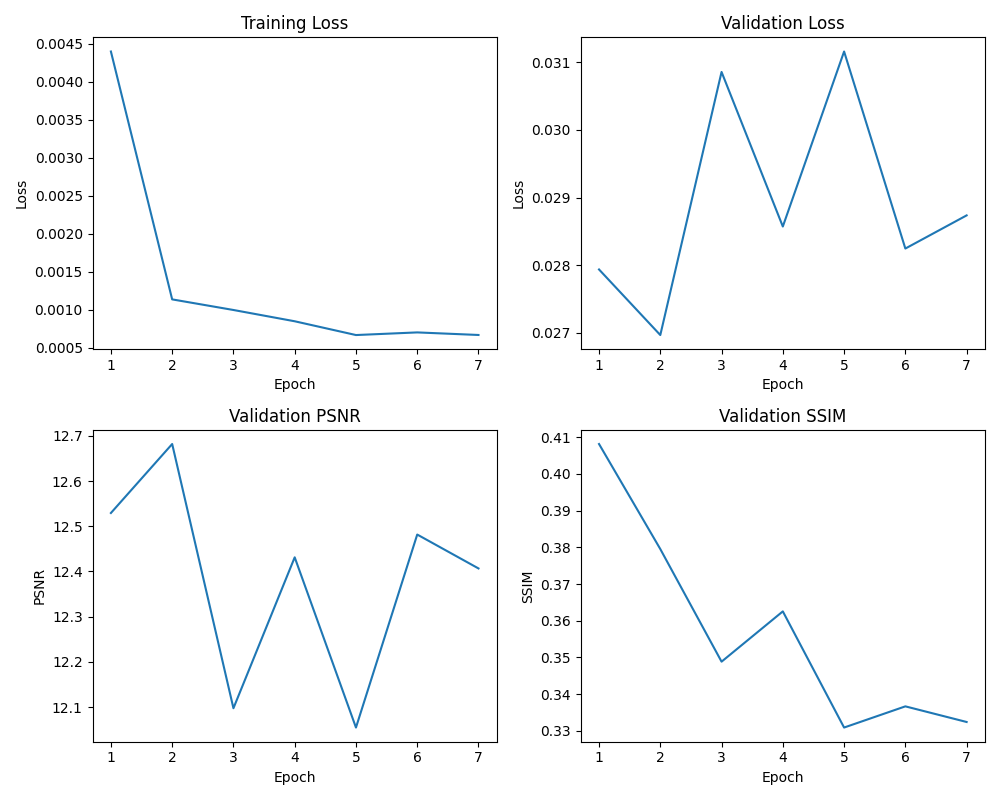 Training Loss
0.0045
0.0040
0.0035
0.0030
0.0025
0.0020
0.0015
0.0010
0.0005
Loss
1 2 3 4 5 6 7
Epoch
Validation Loss
0.031
0.030
0.029
0.028
0.027
Loss
1 2 3 4 5 6 7
Epoch
Validation PSNR
12.7
12.6
12.5
12.4
12.3
12.2
12.1
PSNR
1 2 3 4 5 6 7
Epoch
Validation SSIM
0.41
0.40
0.39
0.38
0.37
0.36
0.35
0.34
0.33
SSIM
1 2 3 4 5 6 7
Epoch